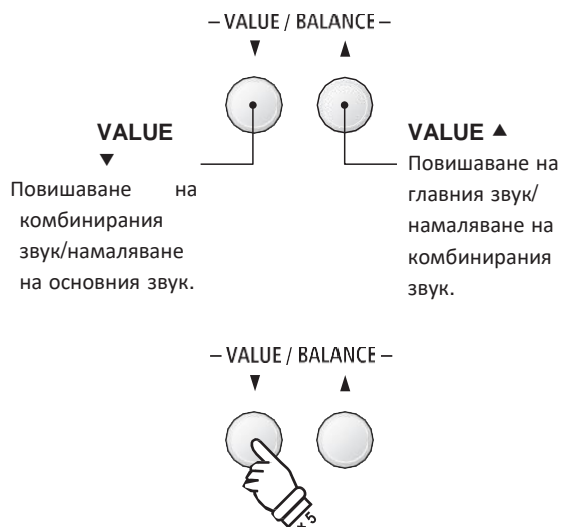 – VALUE / BALANCE –
▼ ▲
VALUE
▼
Повишаване на
комбинирания
звук/намаляване
на основния звук.
VALUE ▲
Повишаване на
главния звук/
намаляване на
комбинирания
звук.
– VALUE / BALANCE –
▼ ▲
x 5